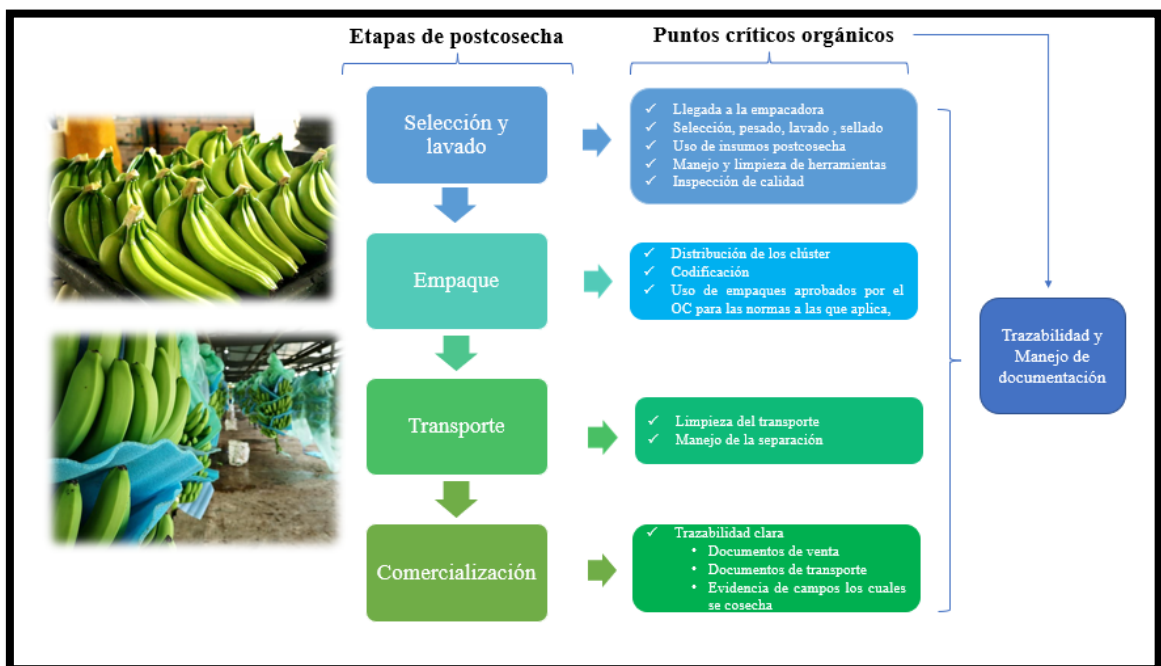 Etapas de postcosecha
Puntos críticos orgánicos
Selección y
lavado
✓ Llegada a la empacadora
✓ Selección, pesado, lavado , sellado
✓ Uso de insumos postcosecha
✓ Manejo y limpieza de herramientas
✓ Inspección de calidad
Empaque
✓ Distribución de los clúster
✓ Codificación
✓ Uso de empaques aprobados por el
OC para las normas a las que aplica,
Transporte
✓ Limpieza del transporte
✓ Manejo de la separación
Comercialización
✓ Trazabilidad clara
• Documentos de venta
• Documentos de transporte
• Evidencia de campos los cuales
se cosecha
Trazabilidad y
Manejo de
documentación